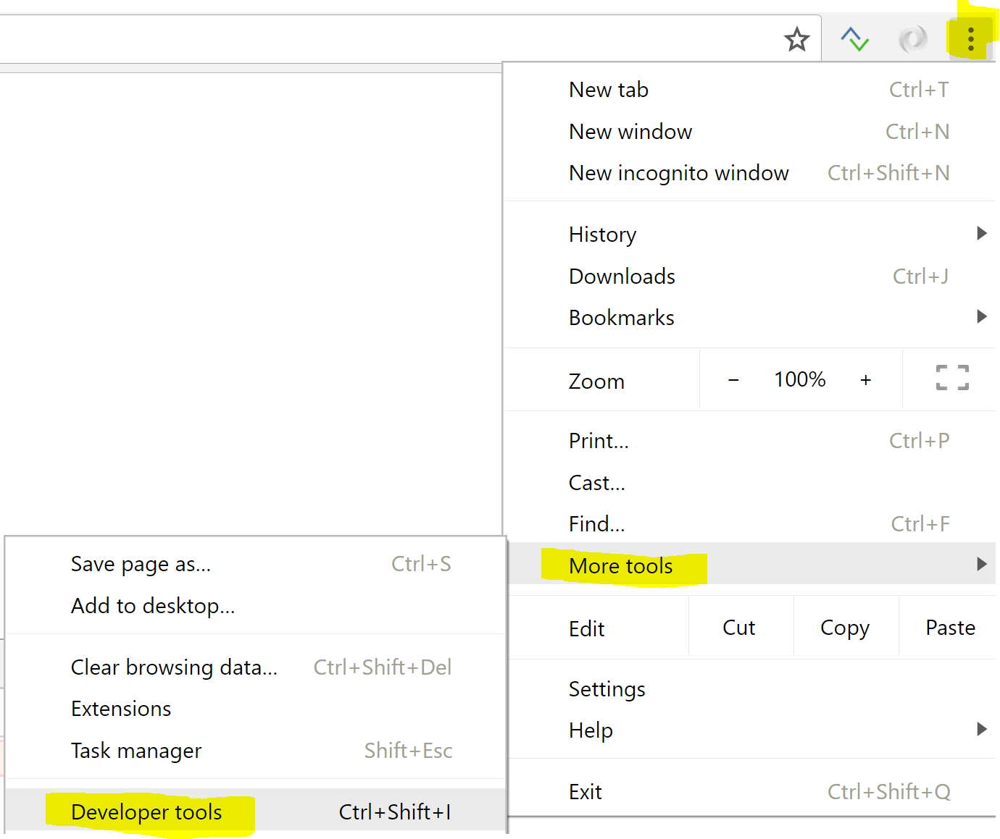 New tab Ctrl+T
New window Ctrl+N
New incognito window Ctrl+Shift+N
History
Downloads Ctrl+J
Bookmarks
Zoom − 100% +
Print... Ctrl+P
Cast...
Find... Ctrl+F
More tools
Edit Cut Copy Paste
Settings
Help
Exit Ctrl+Shift+Q
Save page as... Ctrl+S
Add to desktop...
Clear browsing data... Ctrl+Shift+Del
Extensions
Task manager Shift+Esc
Developer tools Ctrl+Shift+I